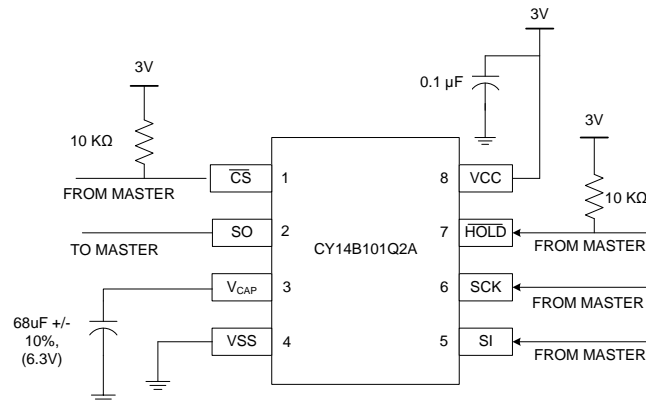 3V
3V
0.1 µF
3V
10 KΩ
10 KΩ
CS
1
8
VCC
FROM MASTER
SO
2
CY14B101Q2A
7
HOLD
TO MASTER
FROM MASTER
VCAP
3
6
SCK
FROM MASTER
68uF +/-
10%,
(6.3V)
VSS
4
5
SI
FROM MASTER